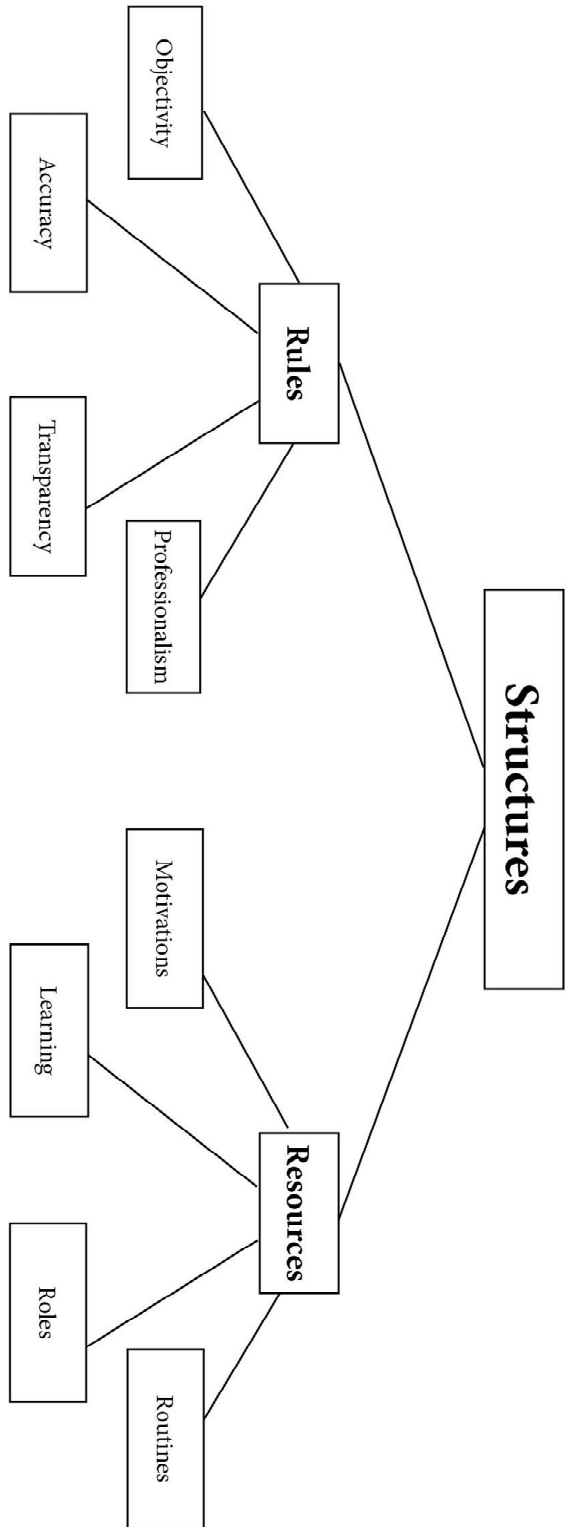 Structures
Rules
Resources
Objectivity
Accuracy
Transparency
Professionalism
Motivations
Learning
Roles
Routines